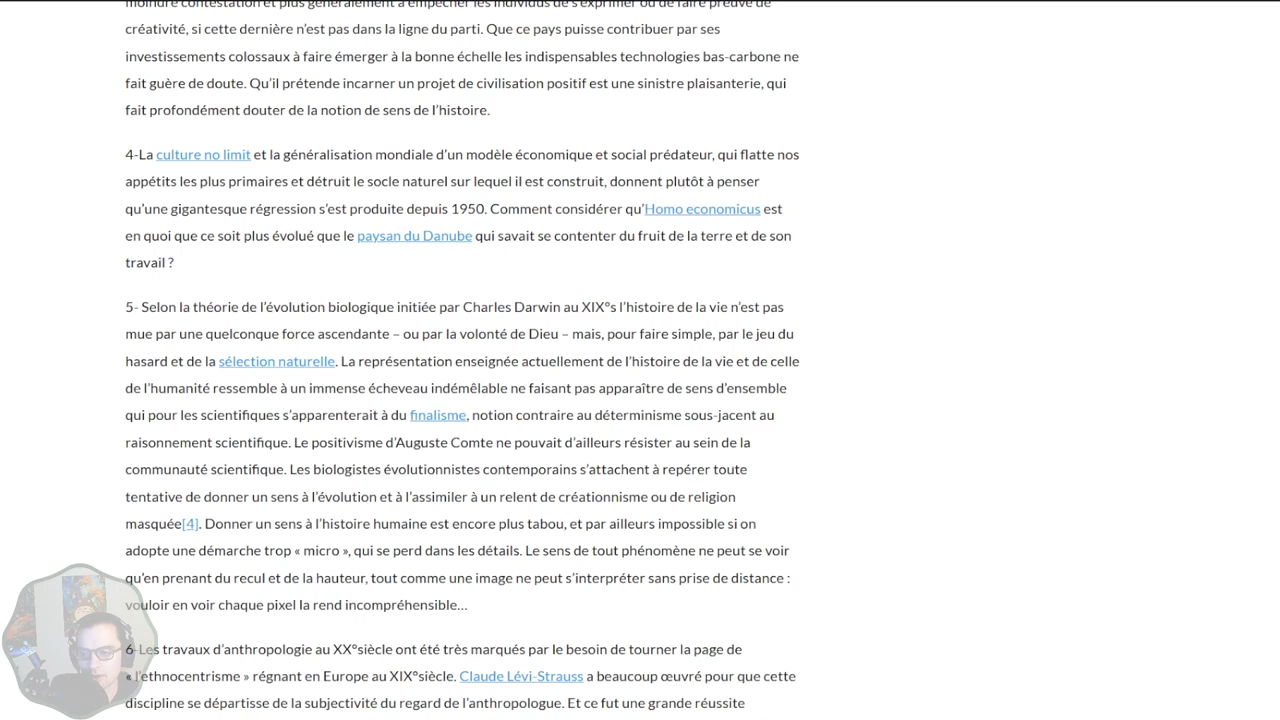 moindre contestation et plus généralement à empêcher les individus de s'exprimer ou de faire preuve de
créativité, si cette dernière n'est pas dans la ligne du parti. Que ce pays puisse contribuer par ses
investissements colossaux à faire émerger à la bonne échelle les indispensables technologies bas-carbone ne
fait guère de doute. Qu'il prétende incarner un projet de civilisation positif est une sinistre plaisanterie, qui
fait profondément douter de la notion de sens de l'histoire.
4-La culture no limit et la généralisation mondiale d'un modèle économique et social prédateur, qui flatte nos
appétits les plus primaires et détruit le socle naturel sur lequel il est construit, donnent plutôt à penser
qu'une gigantesque régression s'est produite depuis 1950. Comment considérer qu'Homo economicus est
en quoi que ce soit plus évolué que le paysan du Danube qui savait se contenter du fruit de la terre et de son
travail ?
5- Selon la théorie de l'évolution biologique initiée par Charles Darwin au XIX°s l'histoire de la vie n'est pas
mue par une quelconque force ascendante – ou par la volonté de Dieu – mais, pour faire simple, par le jeu du
hasard et de la sélection naturelle. La représentation enseignée actuellement de l'histoire de la vie et de celle
de l'humanité ressemble à un immense écheveau indémêlable ne faisant pas apparaître de sens d'ensemble
qui pour les scientifiques s'apparenterait à du finalisme, notion contraire au déterminisme sous-jacent au
raisonnement scientifique. Le positivisme d'Auguste Comte ne pouvait d'ailleurs résister au sein de la
communauté scientifique. Les biologistes évolutionnistes contemporains s'attachent à repérer toute
tentative de donner un sens à l'évolution et à l'assimiler à un relent de créationnisme ou de religion
masquée[4]. Donner un sens à l'histoire humaine est encore plus tabou, et par ailleurs impossible si on
adopte une démarche trop « micro », qui se perd dans les détails. Le sens de tout phénomène ne peut se voir
qu'en prenant du recul et de la hauteur, tout comme une image ne peut s'interpréter sans prise de distance :
vouloir en voir chaque pixel la rend incompréhensible…
6-Les travaux d'anthropologie au XX°siècle ont été très marqués par le besoin de tourner la page de
« l'ethnocentrisme » régnant en Europe au XIX°siècle. Claude Lévi-Strauss a beaucoup œuvré pour que cette
discipline se départisse de la subjectivité du regard de l'anthropologue. Et ce fut une grande réussite